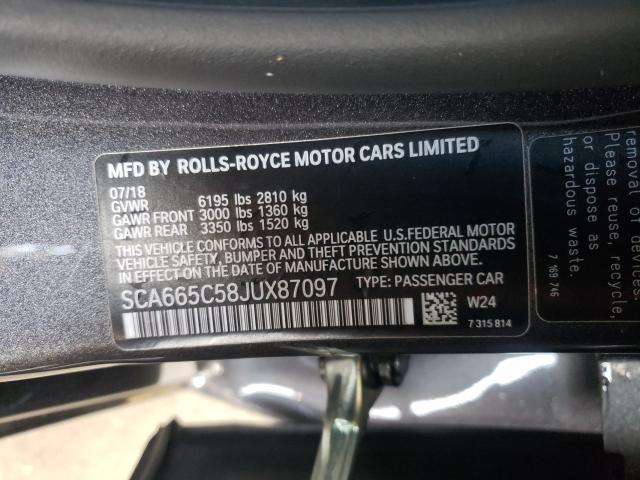 MFD BY ROLLS-ROYCE MOTOR CARS LIMITED
07/18
GVWR 6195 lbs 2810 kg
GAWR FRONT 3000 lbs 1360 kg
GAWR REAR 3350 lbs 1520 kg
THIS VEHICLE CONFORMS TO ALL APPLICABLE U.S.FEDERAL MOTOR
VEHICLE SAFETY, BUMPER AND THEFT PREVENTION STANDARDS
IN EFFECT ON THE DATE OF MANUFACTURE SHOWN ABOVE.
SCA665C58JUX87097 TYPE: PASSENGER CAR
W24
7 315 814
Please reuse, recycle,
or dispose as
hazardous waste.
7 169 746